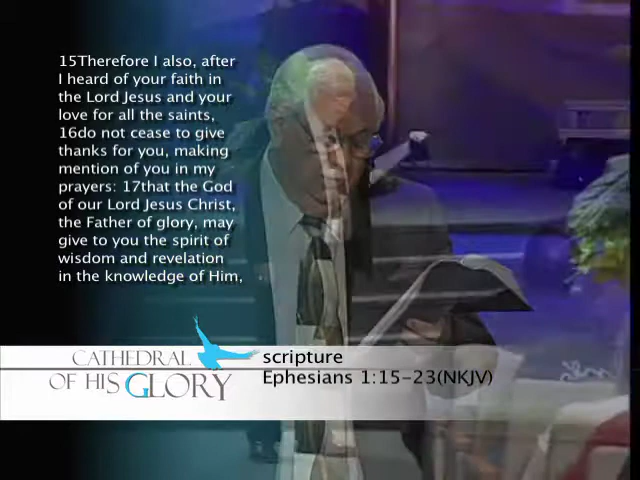 15Therefore I also, after
I heard of your faith in
the Lord Jesus and your
love for all the saints,
16do not cease to give
thanks for you, making
mention of you in my
prayers: 17that the God
of our Lord Jesus Christ,
the Father of glory, may
give to you the spirit of
wisdom and revelation
in the knowledge of Him,
CATHEDRAL
OF HIS GLORY
scripture
Ephesians 1:15-23(NKJV)